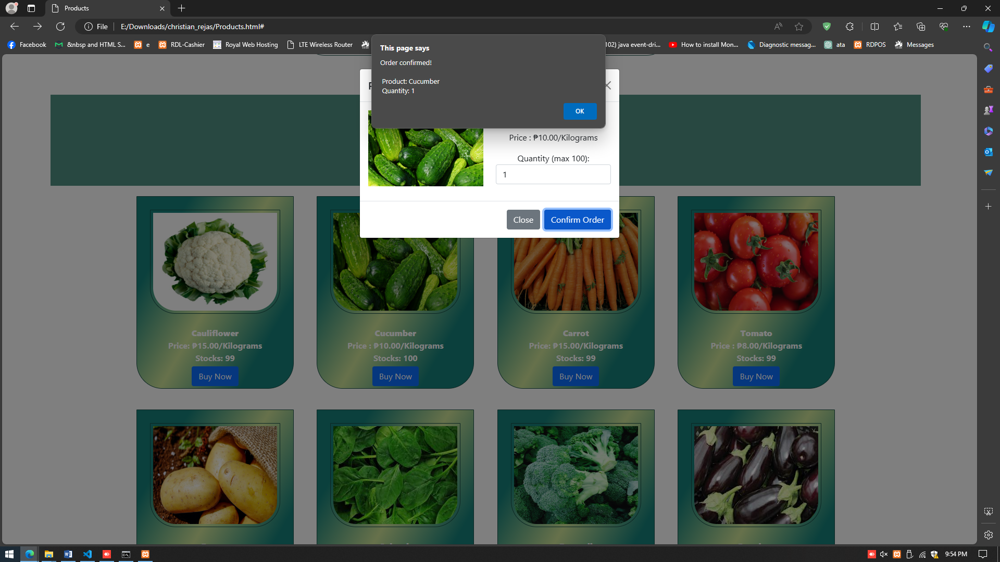 Products
File
E:/Downloads/christian_rejas/Products.html#
Facebook
&nbsp and HTML S...
e
RDL-Cashier
Royal Web Hosting
LTE Wireless Router
102) java event-dri...
How to install Mon...
Diagnostic messag...
ata
RDPOS
Messages
This page says
Order confirmed!
Product: Cucumber
Quantity: 1
OK
Price : ₱10.00/Kilograms
Quantity (max 100):
1
Close
Confirm Order
Cauliflower
Price: ₱15.00/Kilograms
Stocks: 99
Buy Now
Cucumber
Price : ₱10.00/Kilograms
Stocks: 100
Buy Now
Carrot
Price: ₱15.00/Kilograms
Stocks: 99
Buy Now
Tomato
Price : ₱8.00/Kilograms
Stocks: 99
Buy Now
9:54 PM